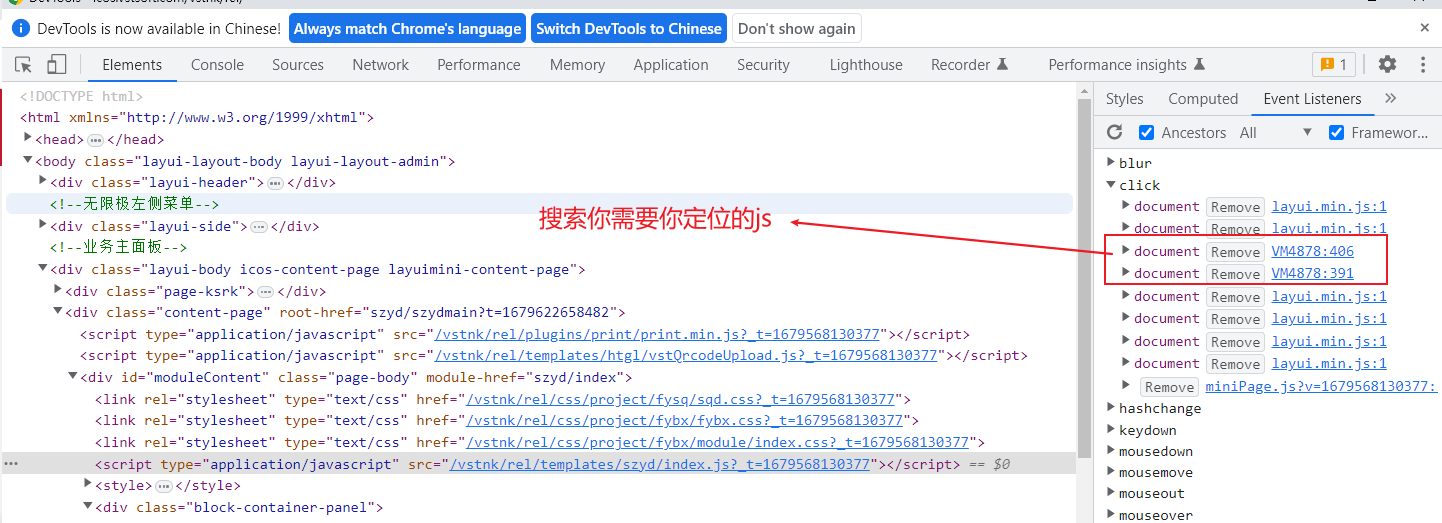 DevTools is now available in Chinese! Always match Chrome's language Switch DevTools to Chinese Don't show again
Elements Console Sources Network Performance Memory Application Security Lighthouse Recorder Performance insights 1
<!DOCTYPE html>
<html xmlns="http://www.w3.org/1999/xhtml">
<head> … </head>
<body class="layui-layout-body layui-layout-admin">
<div class="layui-header"> … </div>
<!--无限极左侧菜单-->
<div class="layui-side"> … </div>
<!--业务主面板-->
<div class="layui-body icos-content-page layuimini-content-page">
<div class="page-ksrk"> … </div>
<div class="content-page" root-href="szyd/szydmain?t=1679622658482">
<script type="application/javascript" src="/vstnk/rel/plugins/print/print.min.js?_t=1679568130377"></script>
<script type="application/javascript" src="/vstnk/rel/templates/htgl/vstQrcodeUpload.js?_t=1679568130377"></script>
<div id="moduleContent" class="page-body" module-href="szyd/index">
<link rel="stylesheet" type="text/css" href="/vstnk/rel/css/project/fysq/sqd.css?_t=1679568130377">
<link rel="stylesheet" type="text/css" href="/vstnk/rel/css/project/fybx/fybx.css?_t=1679568130377">
<link rel="stylesheet" type="text/css" href="/vstnk/rel/css/project/fybx/module/index.css?_t=1679568130377">
<script type="application/javascript" src="/vstnk/rel/templates/szyd/index.js?_t=1679568130377"></script> == $0
<style> … </style>
<div class="block-container-panel">
搜索你需要你定位的js
Styles Computed Event Listeners
Ancestors All Framewor...
blur
click
document Remove layui.min.js:1
document Remove layui.min.js:1
document Remove VM4878:406
document Remove VM4878:391
document Remove layui.min.js:1
document Remove layui.min.js:1
document Remove layui.min.js:1
document Remove layui.min.js:1
Remove miniPage.js?v=1679568130377:
hashchange
keydown
mousedown
mousemove
mouseout
mouseover